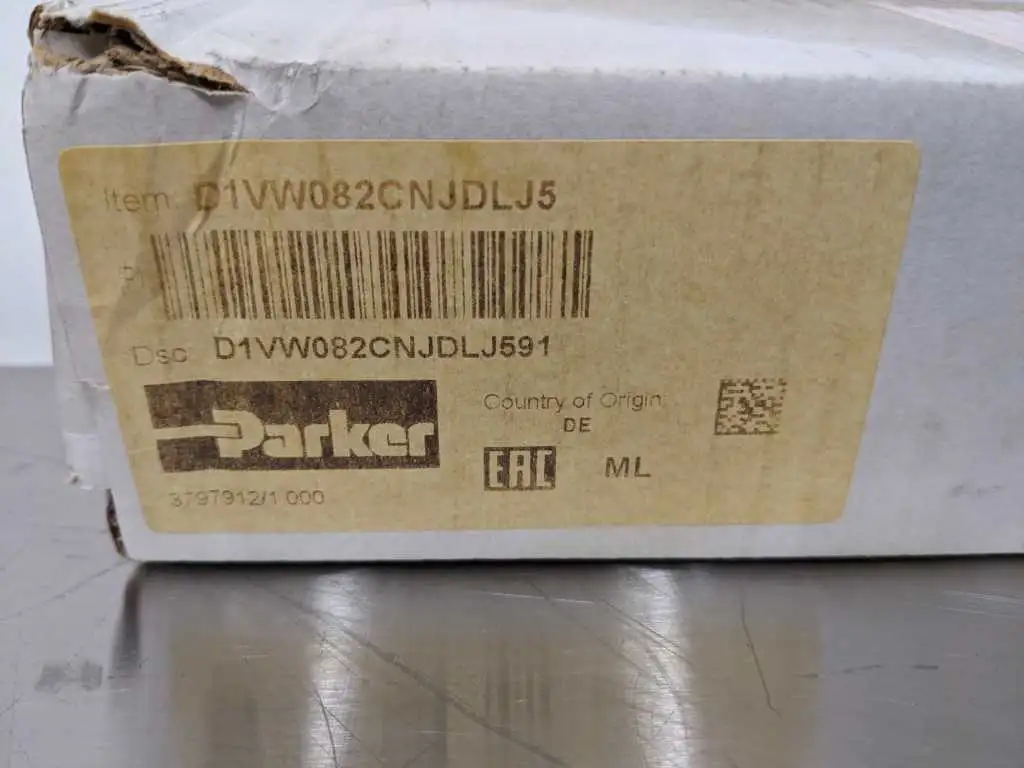 Item: D1VW082CNJDLJ5
Dsc: D1VW082CNJDLJ591
Parker
Country of Origin:
DE
EAC
ML
3797912/1.000